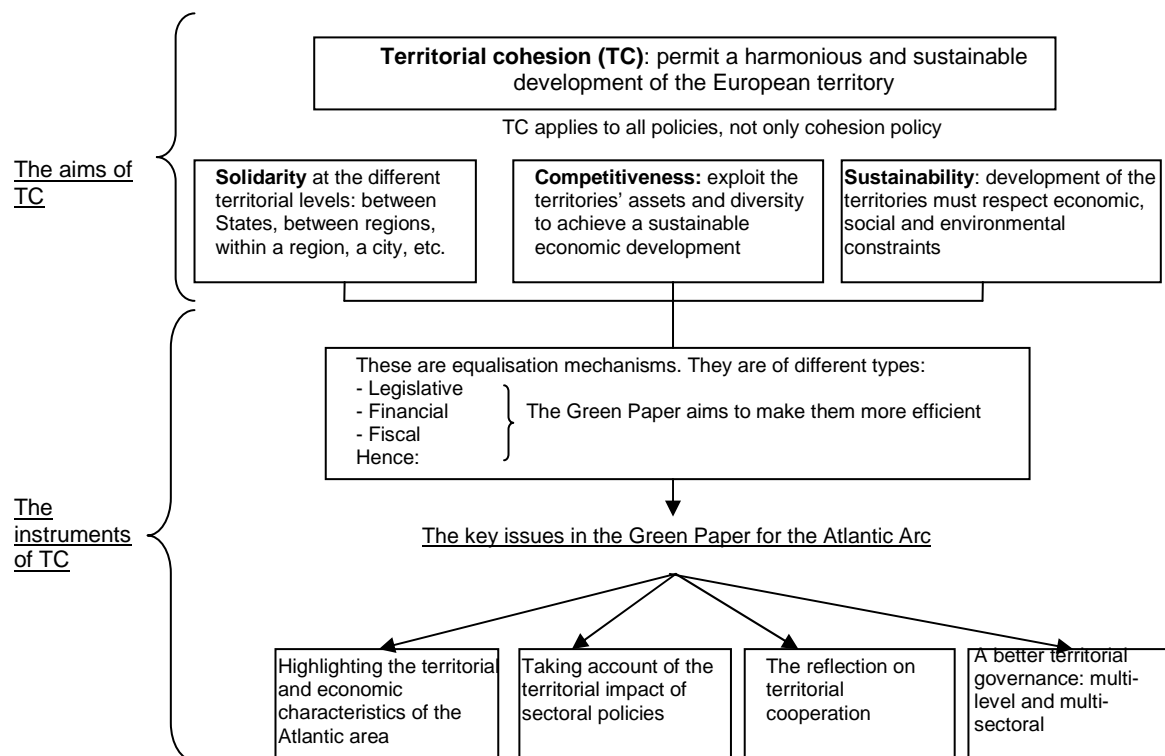 Territorial cohesion (TC): permit a harmonious and sustainable
development of the European territory
TC applies to all policies, not only cohesion policy
The aims of
TC
Solidarity at the different
territorial levels: between
States, between regions,
within a region, a city, etc.
Competitiveness: exploit the
territories' assets and diversity
to achieve a sustainable
economic development
Sustainability: development of the
territories must respect economic,
social and environmental
constraints
These are equalisation mechanisms. They are of different types:
- Legislative
- Financial
- Fiscal
Hence:
The Green Paper aims to make them more efficient
The
instruments
of TC
The key issues in the Green Paper for the Atlantic Arc
Highlighting the territorial
and economic
characteristics of the
Atlantic area
Taking account of the
territorial impact of
sectoral policies
The reflection on
territorial
cooperation
A better territorial
governance: multi-
level and multi-
sectoral